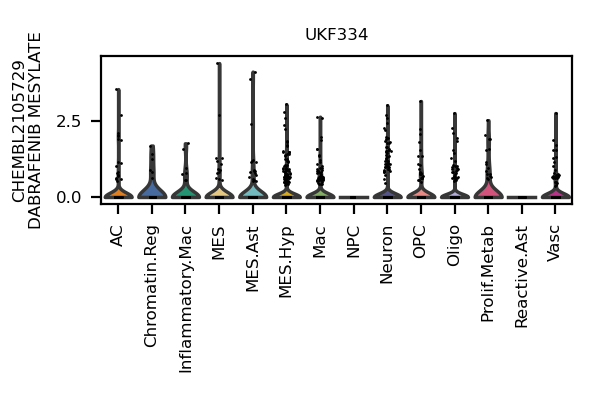 UKF334
CHEMBL2105729
DABRAFENIB MESYLATE
2.5
0.0
AC
Chromatin.Reg
Inflammatory.Mac
MES
MES.Ast
MES.Hyp
Mac
NPC
Neuron
OPC
Oligo
Prolif.Metab
Reactive.Ast
Vasc